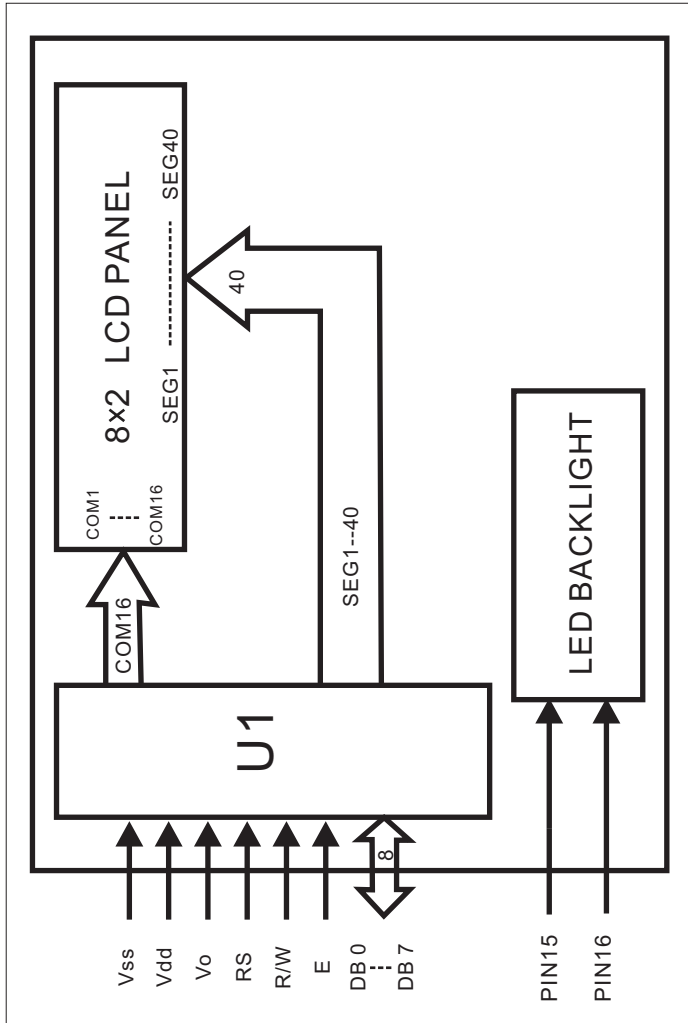 Vss
Vdd
Vo
RS
R/W
E
DB 0
DB 7
8
U1
COM16
COM1
COM16
8×2 LCD PANEL
SEG1
SEG40
40
SEG1--40
PIN15
PIN16
LED BACKLIGHT